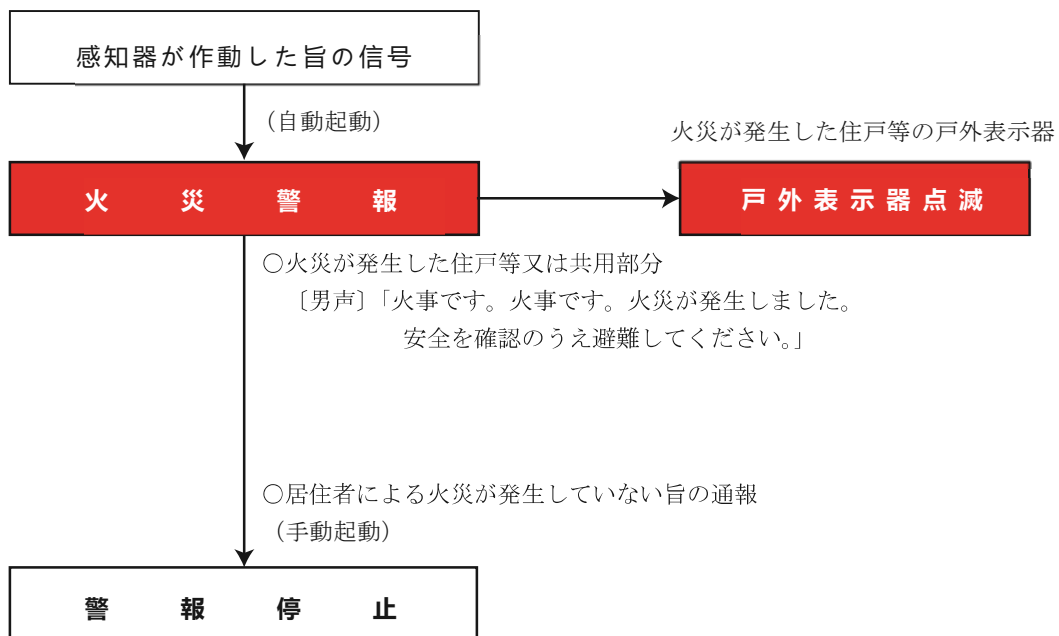 感知器が作動した旨の信号
（自動起動）
火災が発生した住戸等の戸外表示器
火災警報
戸外表示器点滅
○火災が発生した住戸等又は共用部分
〔男声〕「火事です。火事です。火災が発生しました。
安全を確認のうえ避難してください。」
○居住者による火災が発生していない旨の通報
（手動起動）
警報停止